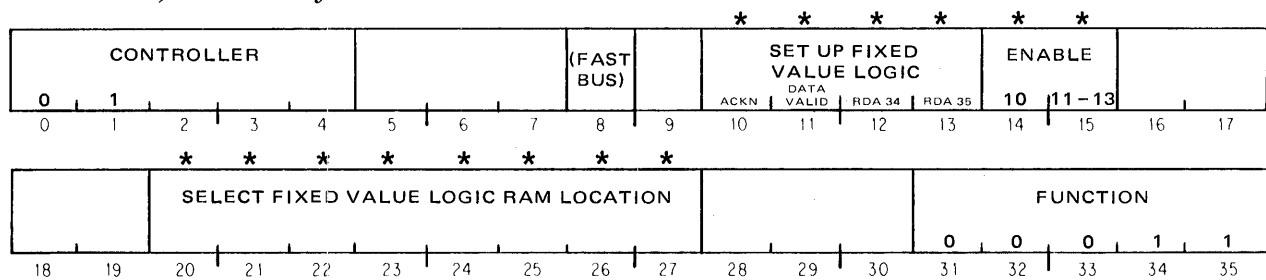 * * * * * *
CONTROLLER (FAST BUS) SET UP FIXED VALUE LOGIC ENABLE
0 1 ACKN DATA VALID RDA 34 RDA 35 10 11–13
0 1 2 3 4 5 6 7 8 9 10 11 12 13 14 15 16 17
* * * * * * * *
SELECT FIXED VALUE LOGIC RAM LOCATION FUNCTION
0 0 0 1 1
18 19 20 21 22 23 24 25 26 27 28 29 30 31 32 33 34 35